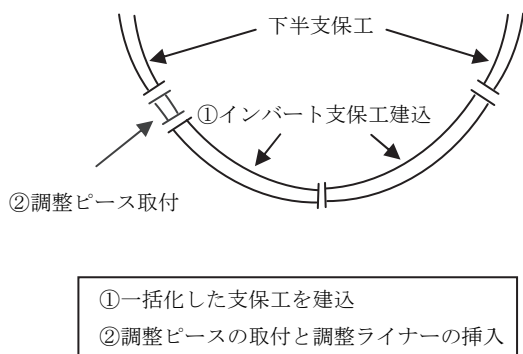 下半支保工
①インバート支保工建込
②調整ピース取付
①一括化した支保工を建込
②調整ピースの取付と調整ライナーの挿入